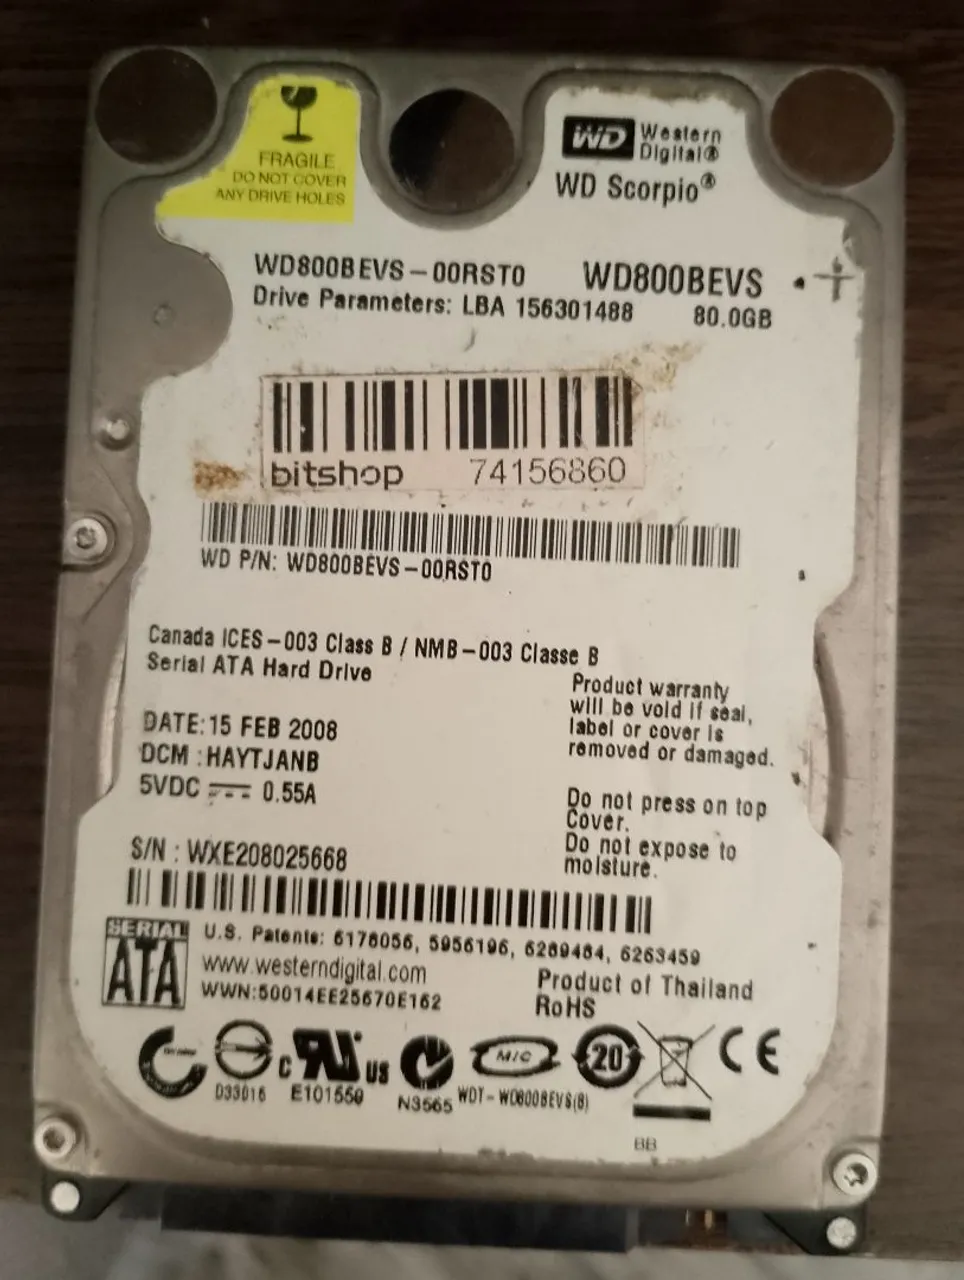 FRAGILE
DO NOT COVER
ANY DRIVE HOLES
WD Western
Digital®
WD Scorpio®
WD800BEVS-00RST0 WD800BEVS
Drive Parameters: LBA 156301488 80.0GB
bitshop 74156860
WD P/N: WD800BEVS-00RST0
Canada ICES-003 Class B / NMB-003 Classe B
Serial ATA Hard Drive
Product warranty
will be void if seal,
label or cover is
removed or damaged.
DATE: 15 FEB 2008
DCM : HAYTJANB
5VDC 0.55A
Do not press on top
Cover.
Do not expose to
moisture.
S/N : WXE208025668
SERIAL
ATA
U.S. Patents: 6178056, 5956196, 6289484, 6263459
www.westerndigital.com
WWN:50014EE25670E162
Product of Thailand
RoHS
D33016
C US
E101559
N3565
MIC
WDT-WD800BEVS(B)
20
CE
BB